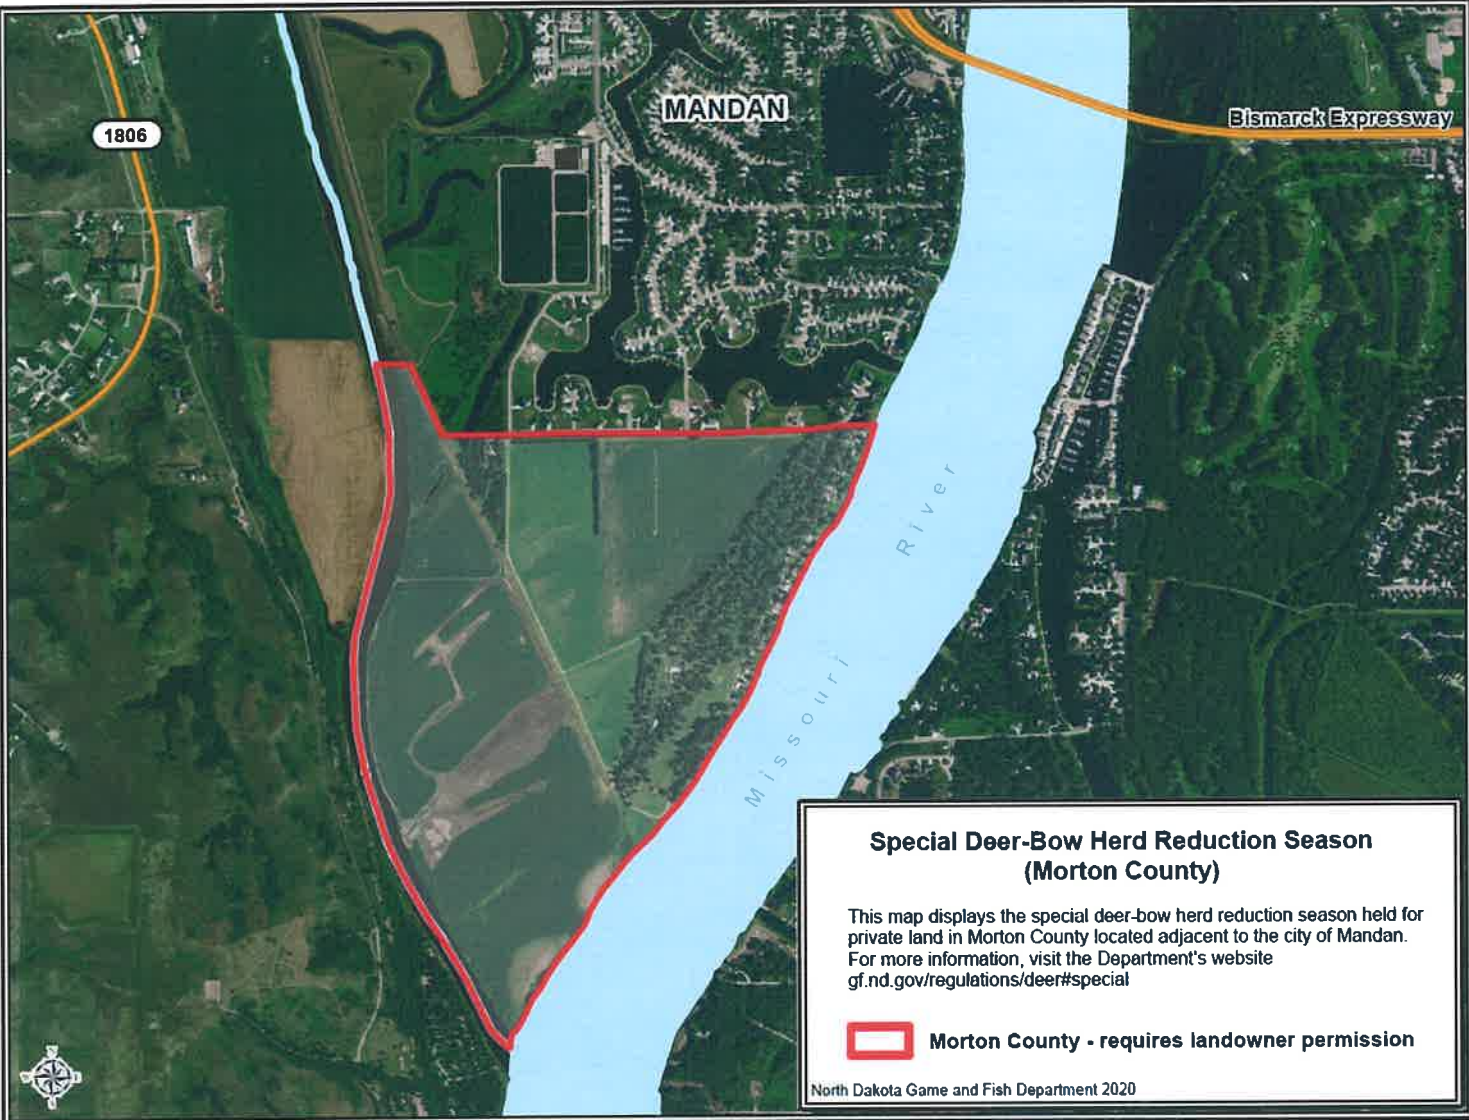 MANDAN
1806
Bismarck Expressway
Missouri River
Special Deer-Bow Herd Reduction Season
(Morton County)
This map displays the special deer-bow herd reduction season held for
private land in Morton County located adjacent to the city of Mandan.
For more information, visit the Department's website
gf.nd.gov/regulations/deer#special
Morton County - requires landowner permission
North Dakota Game and Fish Department 2020